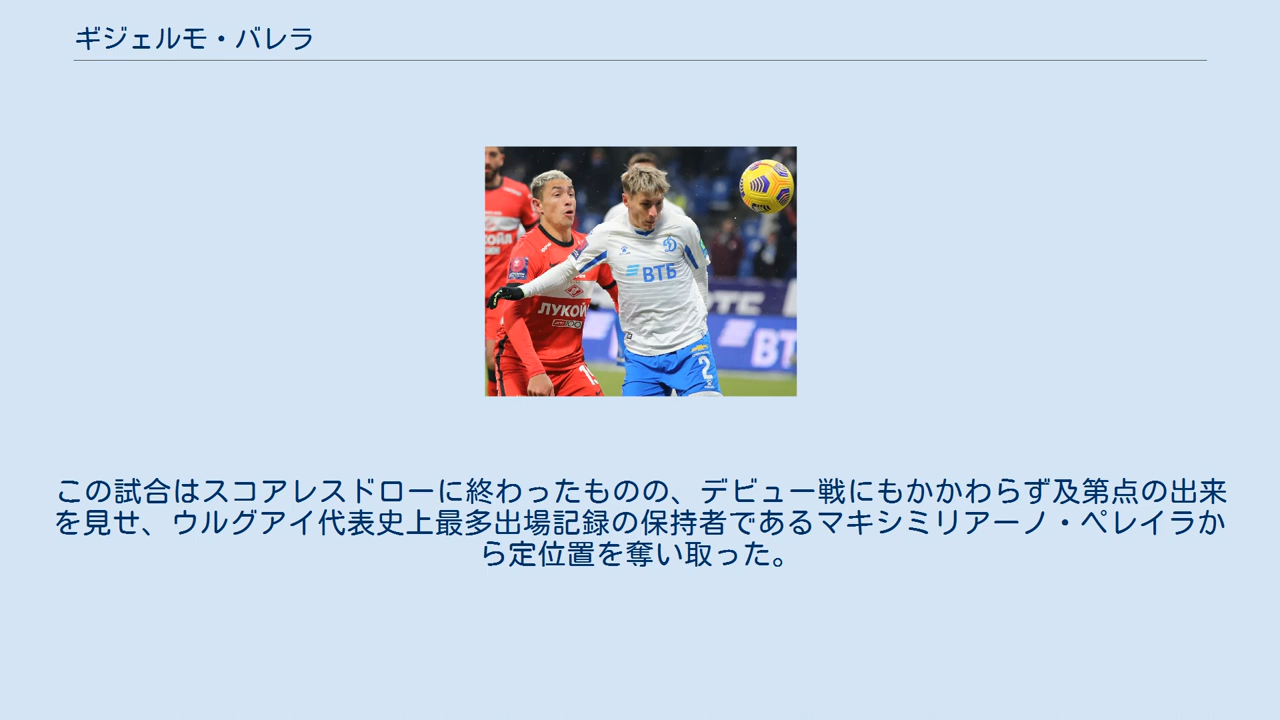 ギジェルモ・バレラ
ЛУКОЙ
ВТБ
2
15
ВТ
この試合はスコアレスドローに終わったものの、デビュー戦にもかかわらず及第点の出来
を見せ、ウルグアイ代表史上最多出場記録の保持者であるマキシミリアーノ・ペレイラか
ら定位置を奪い取った。